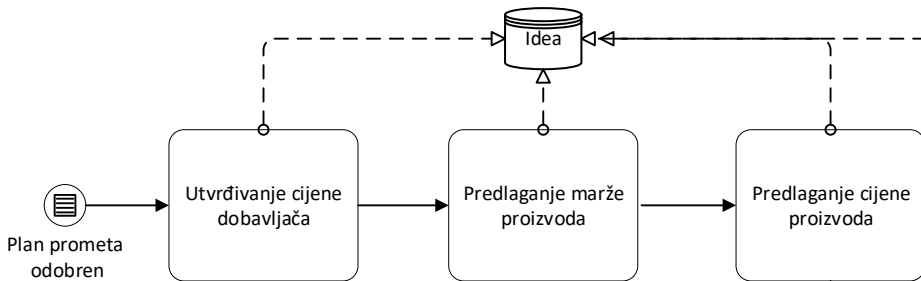 Idea
Utvrđivanje cijene
dobavljača
Predlaganje marže
proizvoda
Predlaganje cijene
proizvoda
Plan prometa
odobren